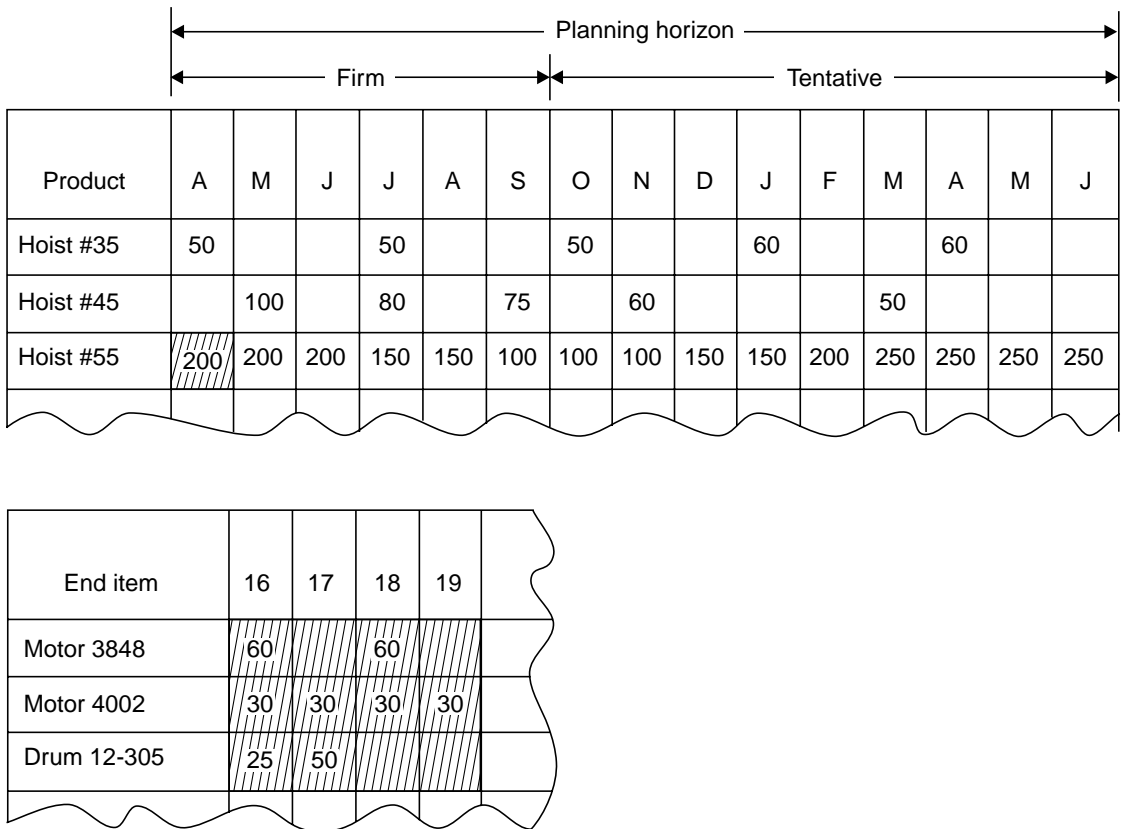 Planning horizon
Firm Tentative
Product A M J J A S O N D J F M A M J
Hoist #35 50 50 50 60 60
Hoist #45 100 80 75 60 50
Hoist #55 200 200 200 150 150 100 100 100 150 150 200 250 250 250 250
End item 16 17 18 19
Motor 3848 60 60
Motor 4002 30 30 30 30
Drum 12-305 25 50